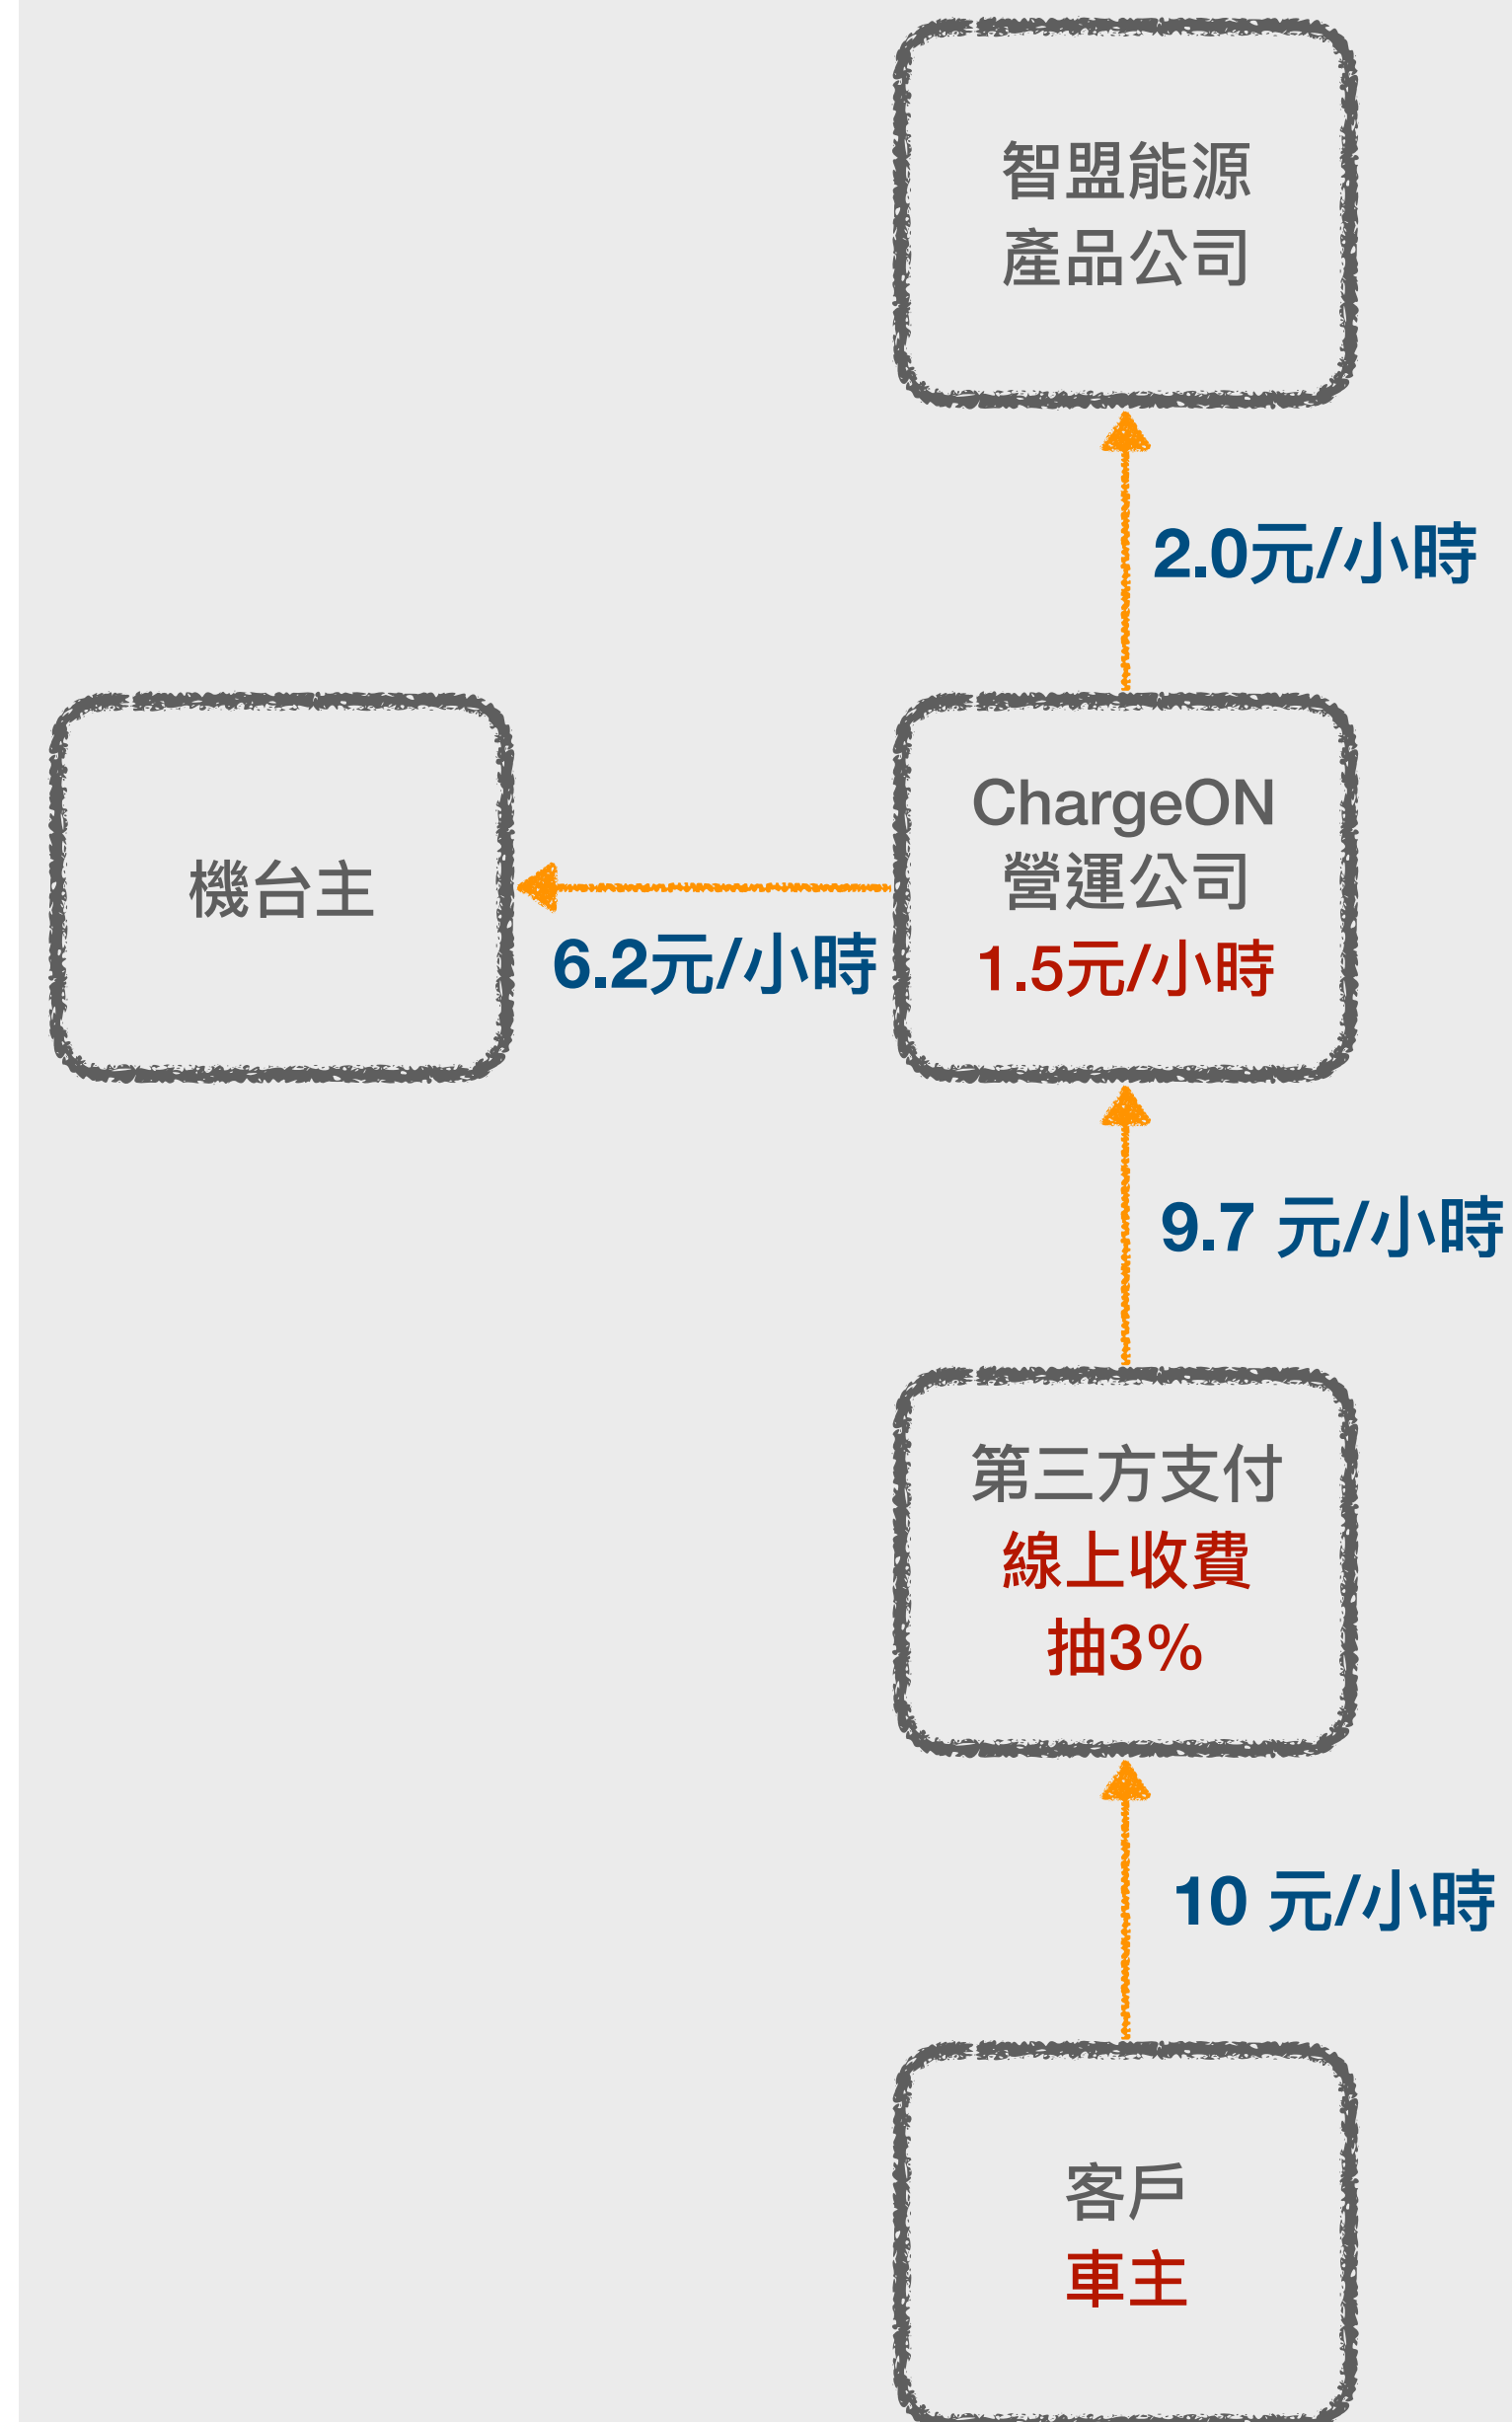 智盟能源
產品公司
2.0元/小時
機台主
6.2元/小時
ChargeON
營運公司
1.5元/小時
9.7 元/小時
第三方支付
線上收費
抽3%
10 元/小時
客戶
車主